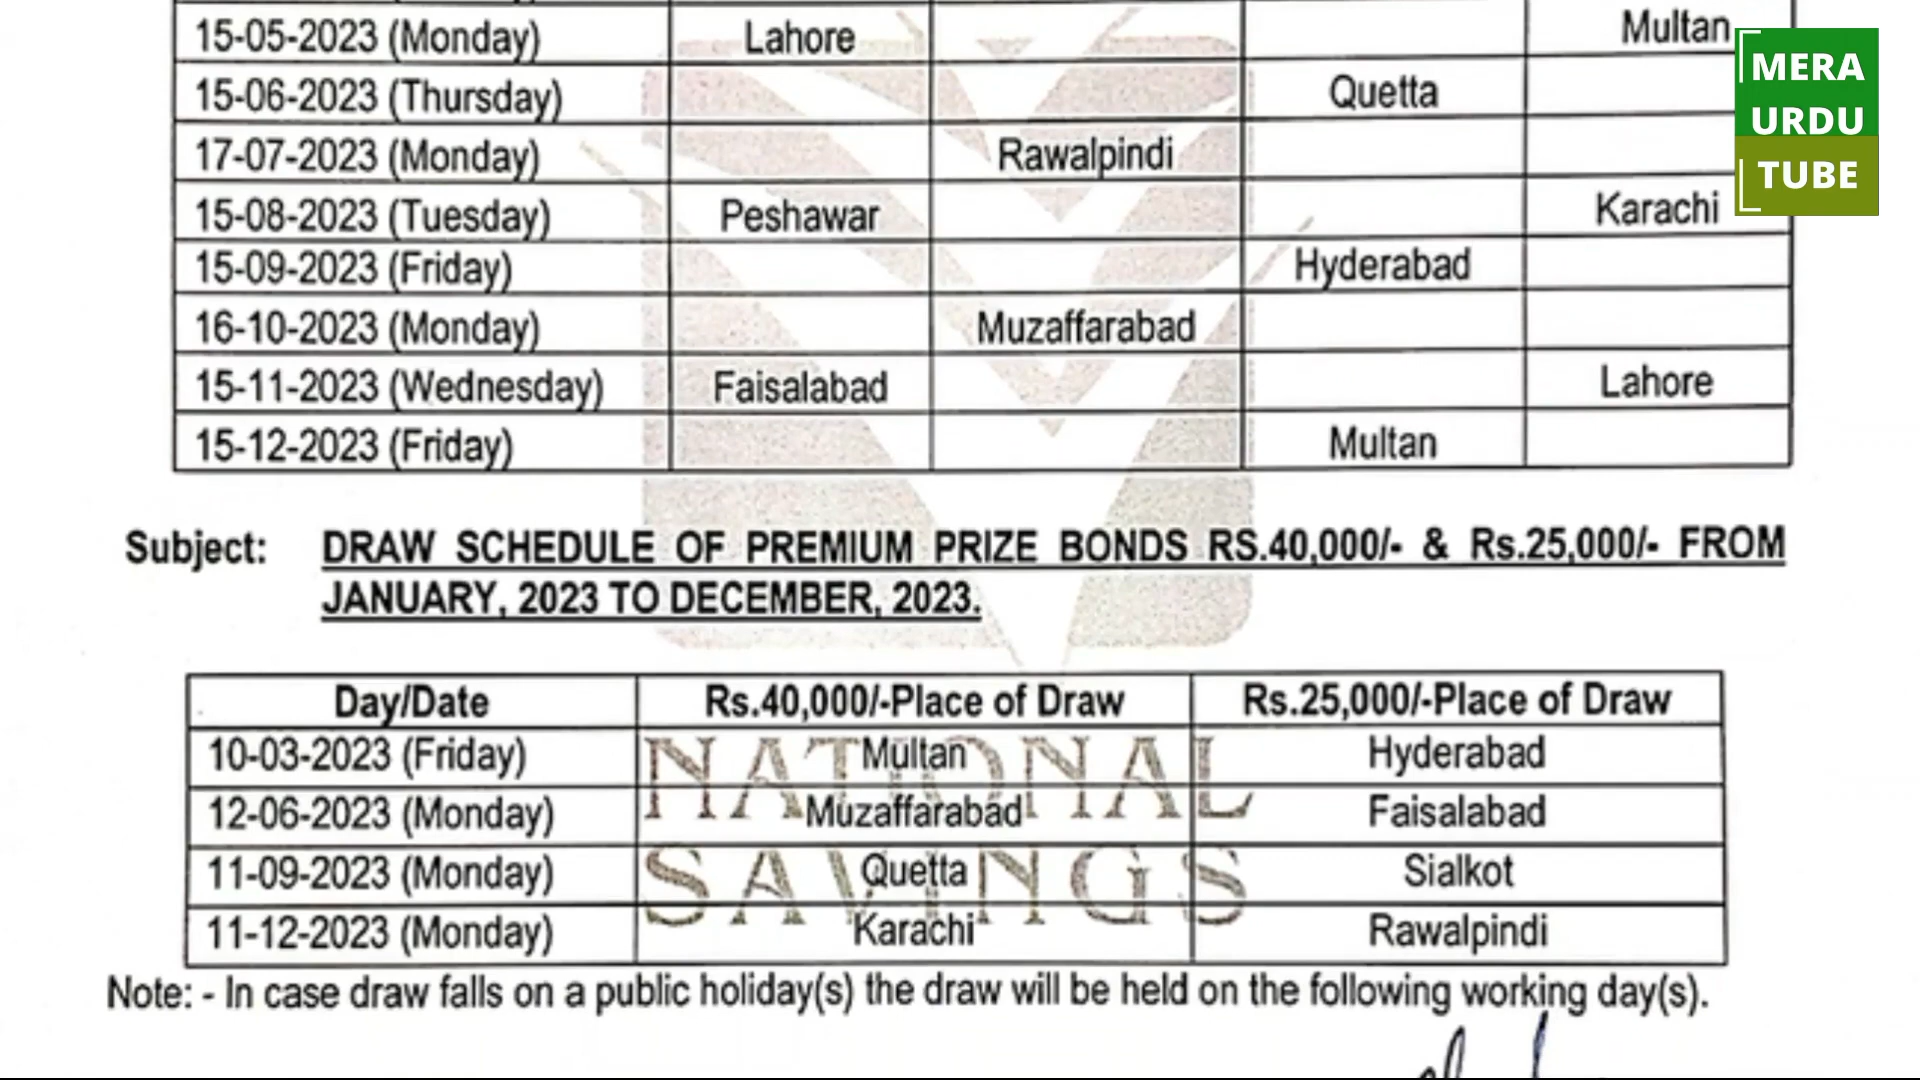 15-05-2023 (Monday) Lahore Multan
15-06-2023 (Thursday) Quetta
17-07-2023 (Monday) Rawalpindi
15-08-2023 (Tuesday) Peshawar Karachi
15-09-2023 (Friday) Hyderabad
16-10-2023 (Monday) Muzaffarabad
15-11-2023 (Wednesday) Faisalabad Lahore
15-12-2023 (Friday) Multan
MERA
URDU
TUBE
Subject: DRAW SCHEDULE OF PREMIUM PRIZE BONDS RS.40,000/- & Rs.25,000/- FROM
JANUARY, 2023 TO DECEMBER, 2023.
Day/Date Rs.40,000/-Place of Draw Rs.25,000/-Place of Draw
10-03-2023 (Friday) Multan Hyderabad
12-06-2023 (Monday) Muzaffarabad Faisalabad
11-09-2023 (Monday) Quetta Sialkot
11-12-2023 (Monday) Karachi Rawalpindi
NATIONAL
SAVINGS
Note: - In case draw falls on a public holiday(s) the draw will be held on the following working day(s).